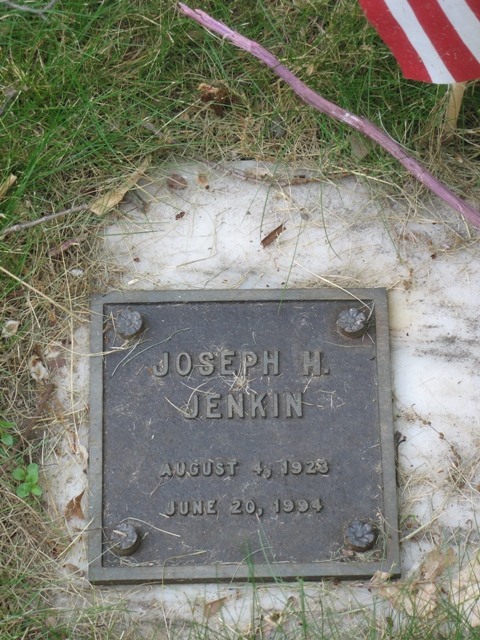 JOSEPH H.
JENKIN
AUGUST 4, 1923
JUNE 20, 1994